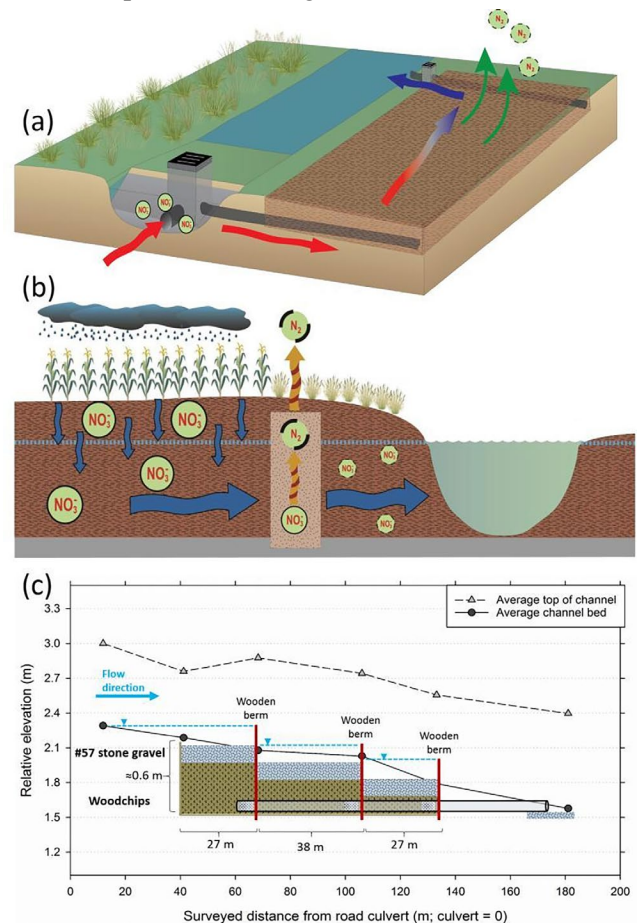 N₂
N₂
N₂
(a)
NO₃⁻
NO₃⁻
NO₃⁻
(b)
N₂
NO₃⁻
NO₃⁻
N₂
NO₃⁻
NO₃⁻
NO₃⁻
NO₃⁻
NO₃⁻
NO₃⁻
(c)
Relative elevation (m)
3.3
3.0
2.7
2.4
2.1
1.8
1.5
1.2
Average top of channel
Average channel bed
Flow
direction
Wooden
berm
Wooden
berm
Wooden
berm
#57 stone gravel
≈0.6 m
Woodchips
27 m
38 m
27 m
0
20
40
60
80
100
120
140
160
180
200
Surveyed distance from road culvert (m; culvert = 0)